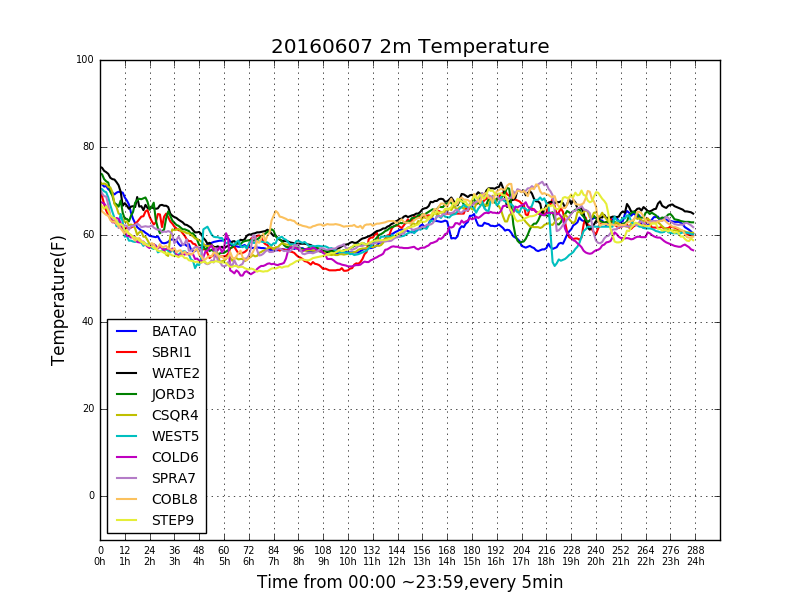 20160607 2m Temperature
100
80
60
40
20
0
Temperature(F)
BATA0
SBRI1
WATE2
JORD3
CSQR4
WEST5
COLD6
SPRA7
COBL8
STEP9
0 12 24 36 48 60 72 84 96 108 120 132 144 156 168 180 192 204 216 228 240 252 264 276 288
0h 1h 2h 3h 4h 5h 6h 7h 8h 9h 10h 11h 12h 13h 14h 15h 16h 17h 18h 19h 20h 21h 22h 23h 24h
Time from 00:00 ~23:59,every 5min